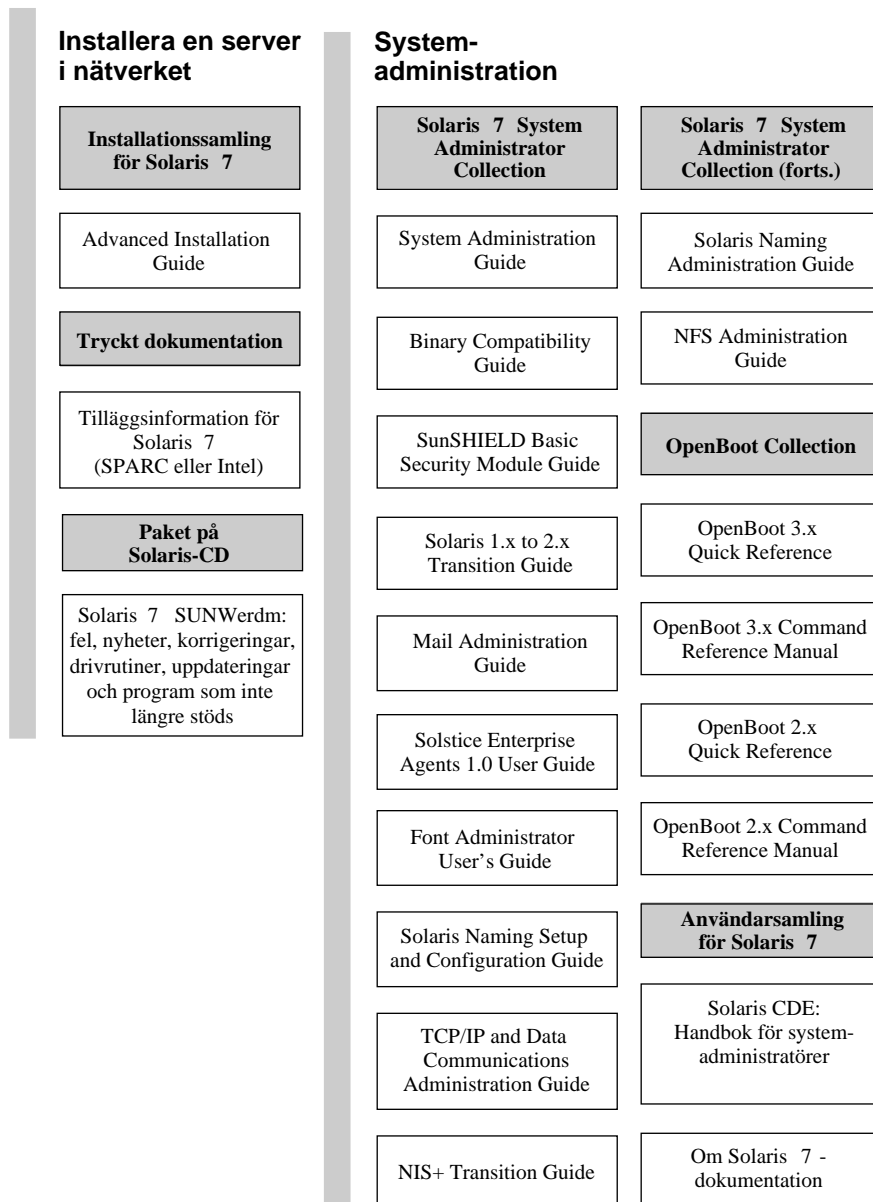 Installera en server
i nätverket
Installationssamling
för Solaris 7
Advanced Installation
Guide
Tryckt dokumentation
Tilläggsinformation för
Solaris 7
(SPARC eller Intel)
Paket på
Solaris-CD
Solaris 7 SUNWerdm:
fel, nyheter, korrigeringar,
drivrutiner, uppdateringar
och program som inte
längre stöds
System-
administration
Solaris 7 System
Administrator
Collection
System Administration
Guide
Binary Compatibility
Guide
SunSHIELD Basic
Security Module Guide
Solaris 1.x to 2.x
Transition Guide
Mail Administration
Guide
Solstice Enterprise
Agents 1.0 User Guide
Font Administrator
User's Guide
Solaris Naming Setup
and Configuration Guide
TCP/IP and Data
Communications
Administration Guide
NIS+ Transition Guide
Solaris 7 System
Administrator
Collection (forts.)
Solaris Naming
Administration Guide
NFS Administration
Guide
OpenBoot Collection
OpenBoot 3.x
Quick Reference
OpenBoot 3.x Command
Reference Manual
OpenBoot 2.x
Quick Reference
OpenBoot 2.x Command
Reference Manual
Användarsamling
för Solaris 7
Solaris CDE:
Handbok för system-
administratörer
Om Solaris 7 -
dokumentation